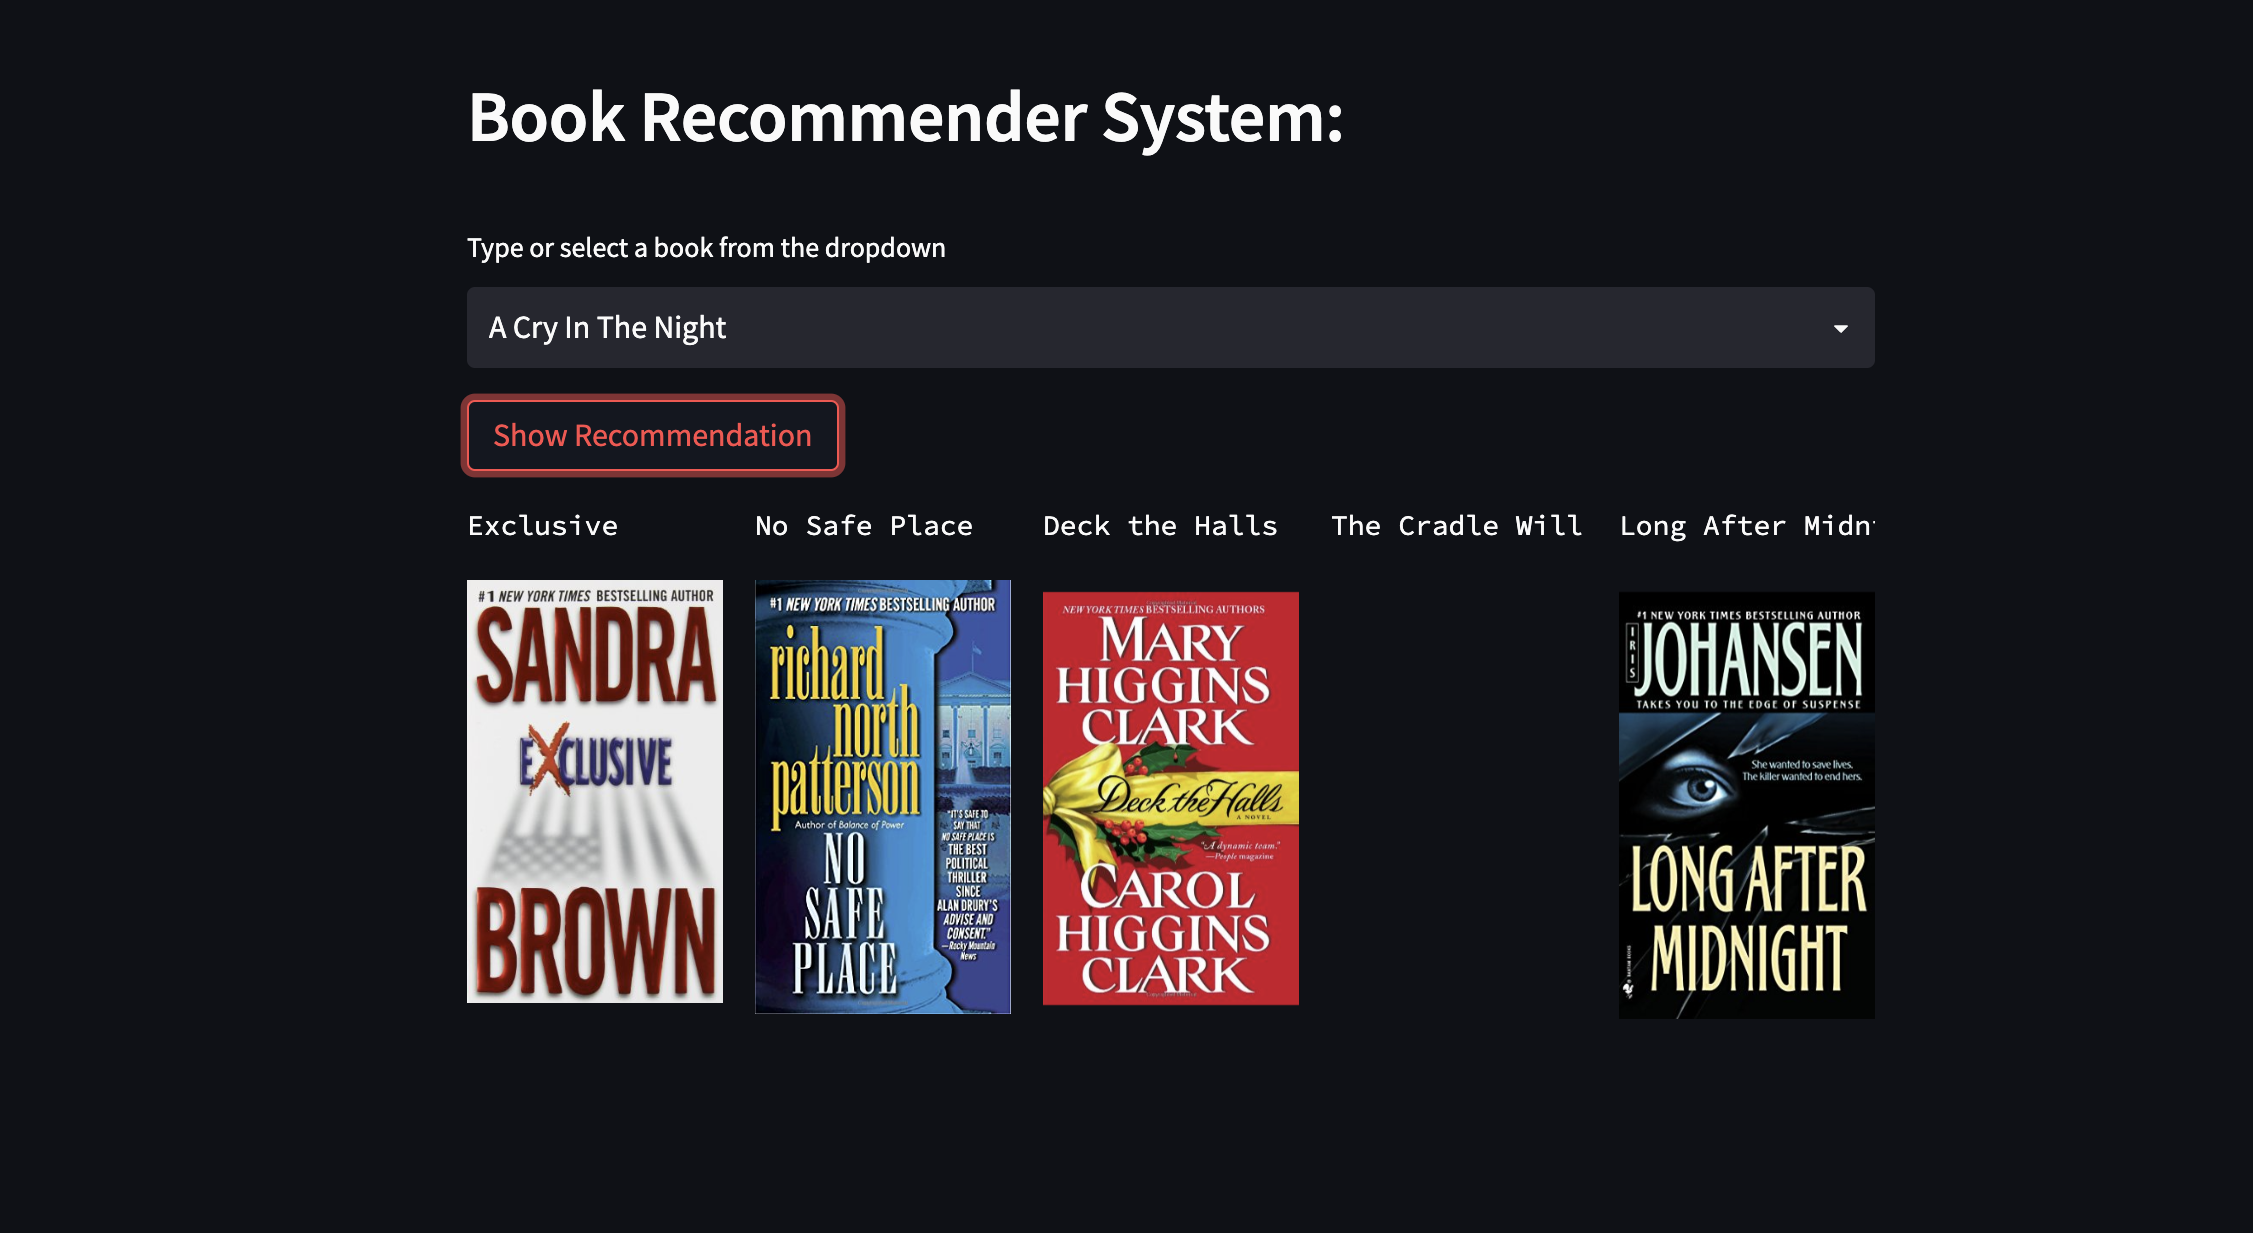 Book Recommender System:
Type or select a book from the dropdown
A Cry In The Night
Show Recommendation
Exclusive
No Safe Place
Deck the Halls
The Cradle Will
Long After Midn
#1 NEW YORK TIMES BESTSELLING AUTHOR
SANDRA
EXCLUSIVE
BROWN
#1 NEW YORK TIMES BESTSELLING AUTHOR
richard
north
patterson
Author of Balance of Power
NO
SAFE
PLACE
"IT'S SAFE TO
SAY THAT
NO SAFE PLACE IS
THE BEST
POLITICAL
THRILLER
SINCE
ALAN DRURY'S
ADVISE AND
CONSENT."
—Rocky Mountain
News
NEW YORK TIMES BESTSELLING AUTHORS
MARY
HIGGINS
CLARK
Deck the Halls
A NOVEL
"A dynamic team."
—People magazine
CAROL
HIGGINS
CLARK
#1 NEW YORK TIMES BESTSELLING AUTHOR
IRIS
JOHANSEN
TAKES YOU TO THE EDGE OF SUSPENSE
She wanted to save lives.
The killer wanted to end hers.
LONG AFTER
MIDNIGHT